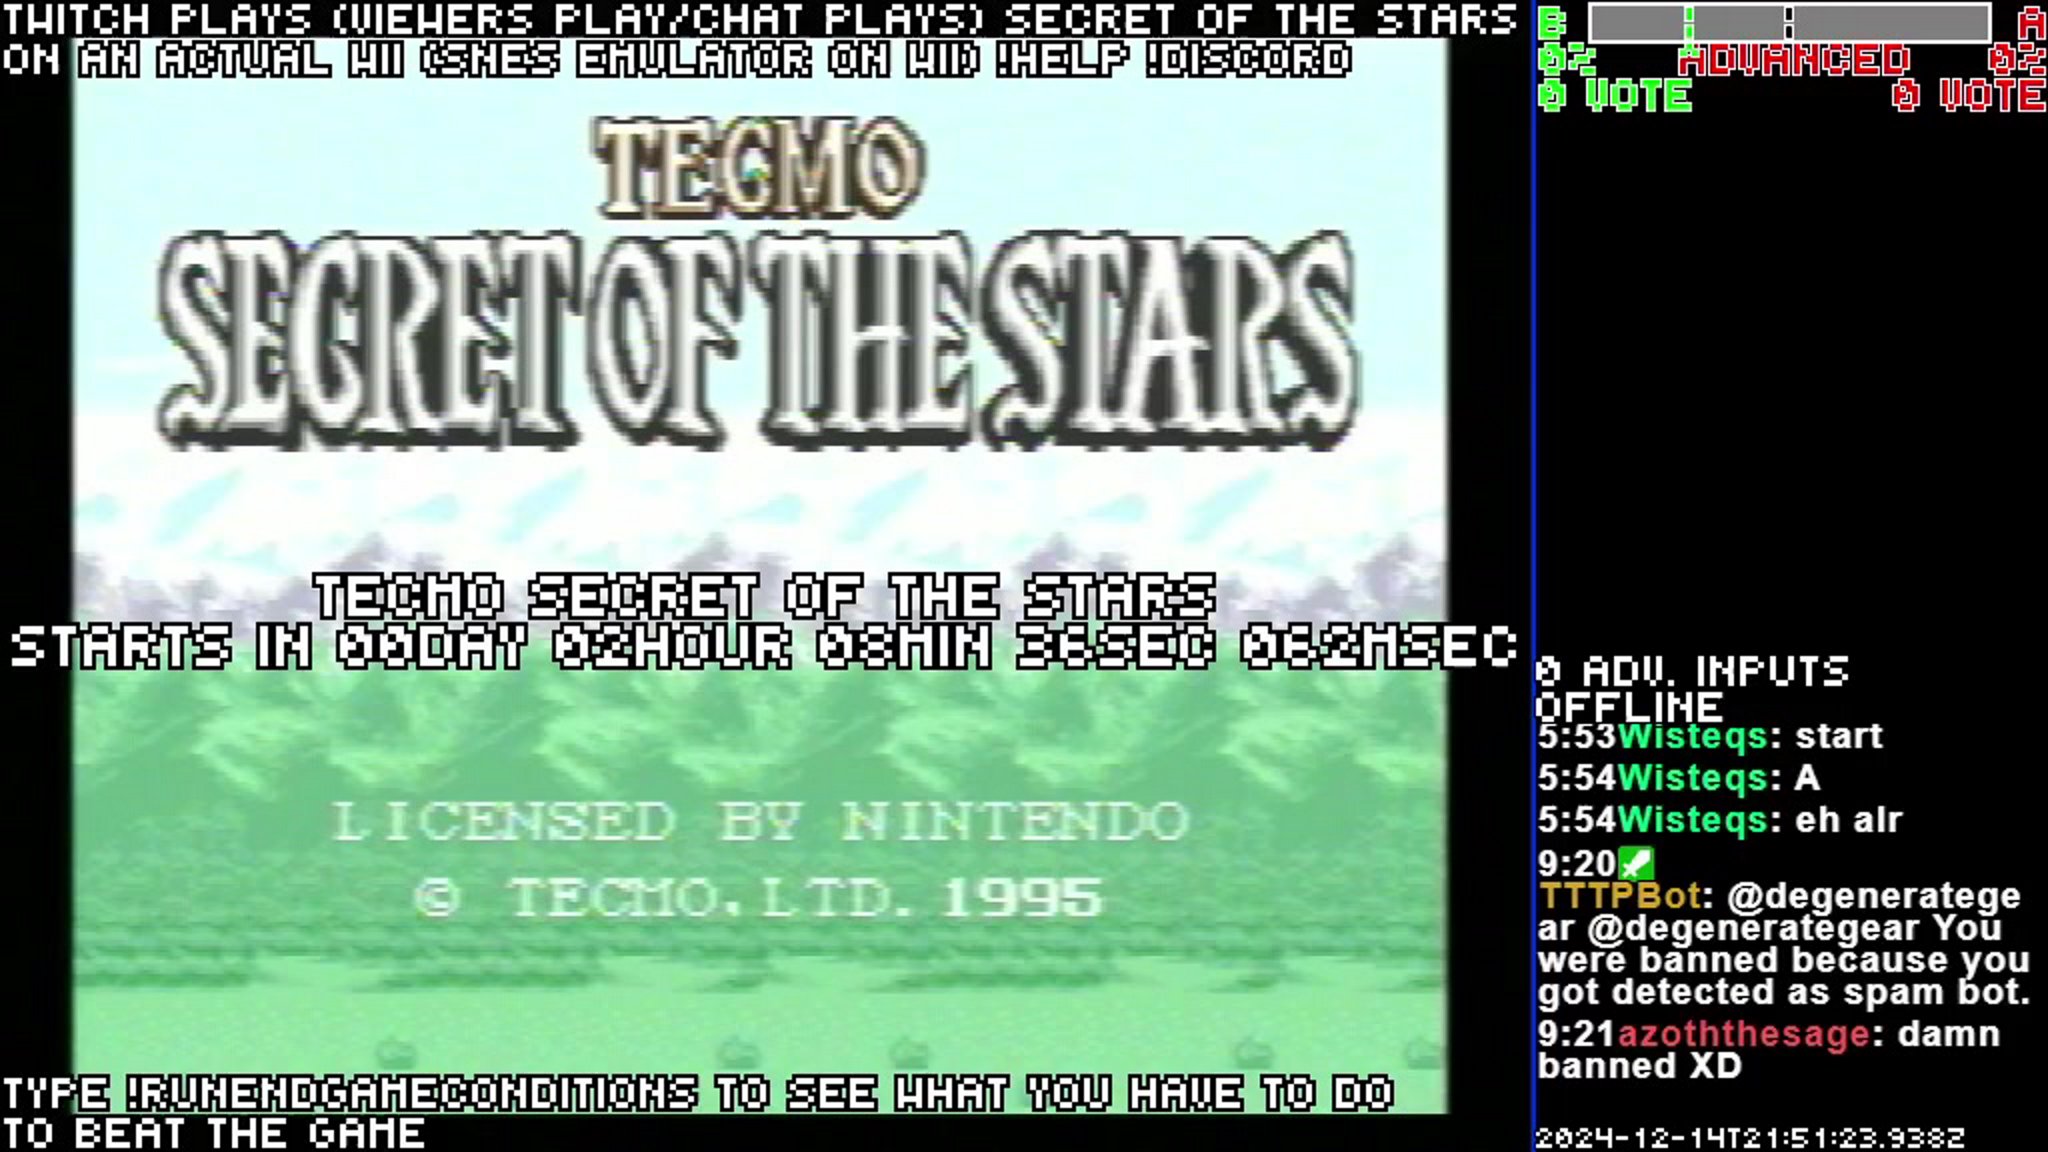 TWITCH PLAYS (VIEWERS PLAY/CHAT PLAYS) SECRET OF THE STARS
ON AN ACTUAL WII (SNES EMULATOR ON WII) !HELP !DISCORD
TECMO
SECRET OF THE STARS
TECMO SECRET OF THE STARS
STARTS IN 00DAY 02HOUR 08MIN 36SEC 062MSEC
LICENSED BY NINTENDO
© TECMO, LTD. 1995
TYPE !RUNENDGAMECONDITIONS TO SEE WHAT YOU HAVE TO DO
TO BEAT THE GAME
B A
0% ADVANCED 0%
0 VOTE 0 VOTE
0 ADV. INPUTS
OFFLINE
5:53Wisteqs: start
5:54Wisteqs: A
5:54Wisteqs: eh alr
9:20
TTTPBot: @degeneratege
ar @degenerategear You
were banned because you
got detected as spam bot.
9:21azoththesage: damn
banned XD
2024-12-14T21:51:23.938Z